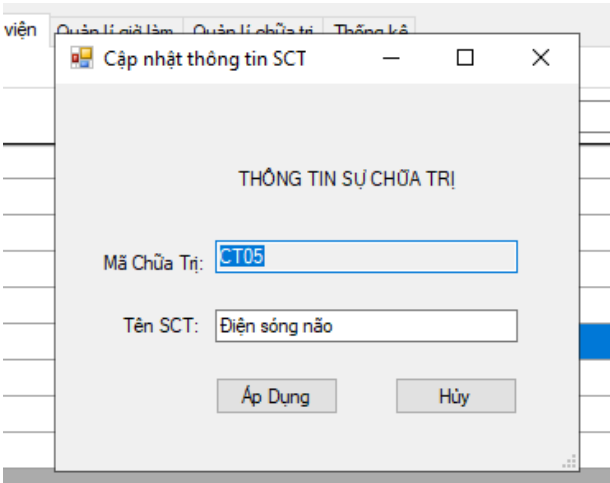 viện Quản lí giờ làm Quản lí chữa trị Thống kê
Cập nhật thông tin SCT
THÔNG TIN SỰ CHỮA TRỊ
Mã Chữa Trị: CT05
Tên SCT: Điện sóng não
Áp Dụng Hủy